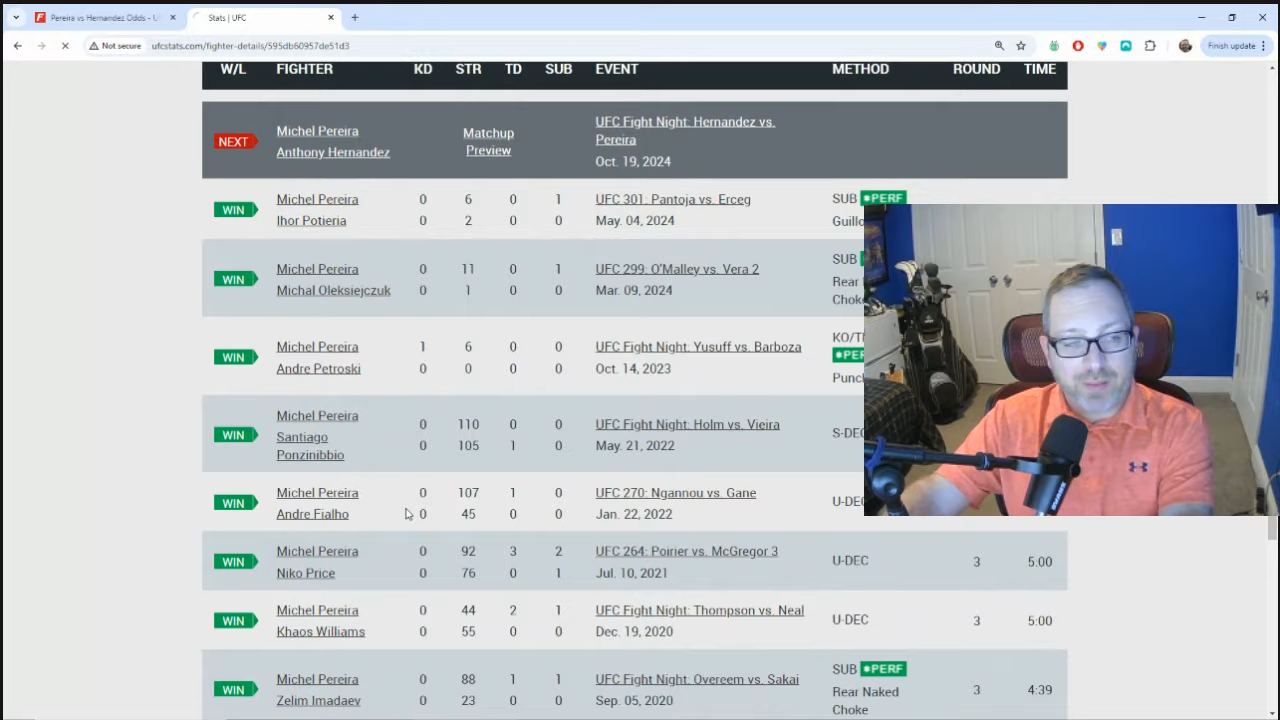 Pereira vs Hernandez Odds - U
Stats | UFC
Not secure
ufcstats.com/fighter-details/595db60957de51d3
Finish update
W/L FIGHTER KD STR TD SUB EVENT METHOD ROUND TIME
NEXT
Michel Pereira
Anthony Hernandez
Matchup
Preview
UFC Fight Night: Hernandez vs.
Pereira
Oct. 19, 2024
WIN
Michel Pereira 0 6 0 1 UFC 301: Pantoja vs. Erceg SUB PERF
Ihor Potieria 0 2 0 0 May. 04, 2024
WIN
Michel Pereira 0 11 0 1 UFC 299: O'Malley vs. Vera 2 SUB
Michal Oleksiejczuk 0 1 0 0 Mar. 09, 2024 Rear
Choke
WIN
Michel Pereira 1 6 0 0 UFC Fight Night: Yusuff vs. Barboza
Andre Petroski 0 0 0 0 Oct. 14, 2023
WIN
Michel Pereira 0 110 0 0 UFC Fight Night: Holm vs. Vieira
Santiago
Ponzinibbio 0 105 1 0 May. 21, 2022
WIN
Michel Pereira 0 107 1 0 UFC 270: Ngannou vs. Gane
Andre Fialho 0 45 0 0 Jan. 22, 2022
WIN
Michel Pereira 0 92 3 2 UFC 264: Poirier vs. McGregor 3
Niko Price 0 76 0 1 Jul. 10, 2021
U-DEC 3 5:00
WIN
Michel Pereira 0 44 2 1 UFC Fight Night: Thompson vs. Neal
Khaos Williams 0 55 0 0 Dec. 19, 2020
U-DEC 3 5:00
WIN
Michel Pereira 0 88 1 1 UFC Fight Night: Overeem vs. Sakai
Zelim Imadaev 0 23 0 0 Sep. 05, 2020
SUB PERF
Rear Naked
Choke
3 4:39